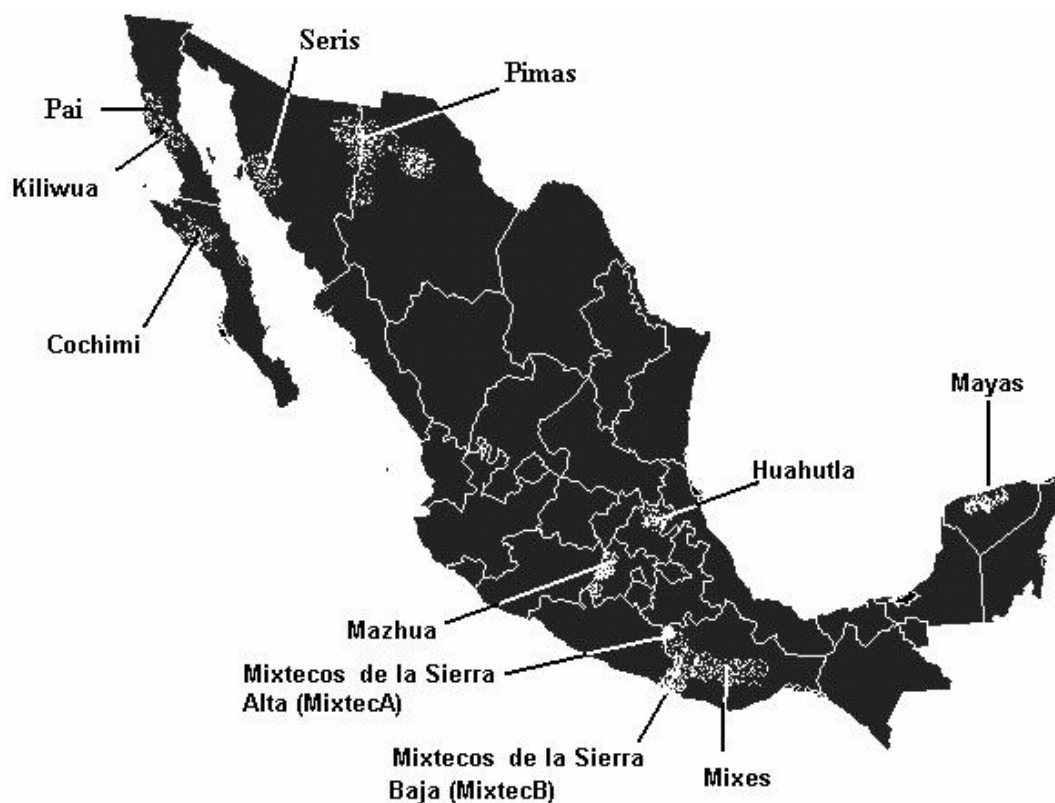 Seris
Pimas
Pai
Kiliwua
Cochimi
Mayas
Huahutla
Mazhua
Mixtecos de la Sierra
Alta (MixtecA)
Mixtecos de la Sierra
Baja (MixtecB)
Mixes